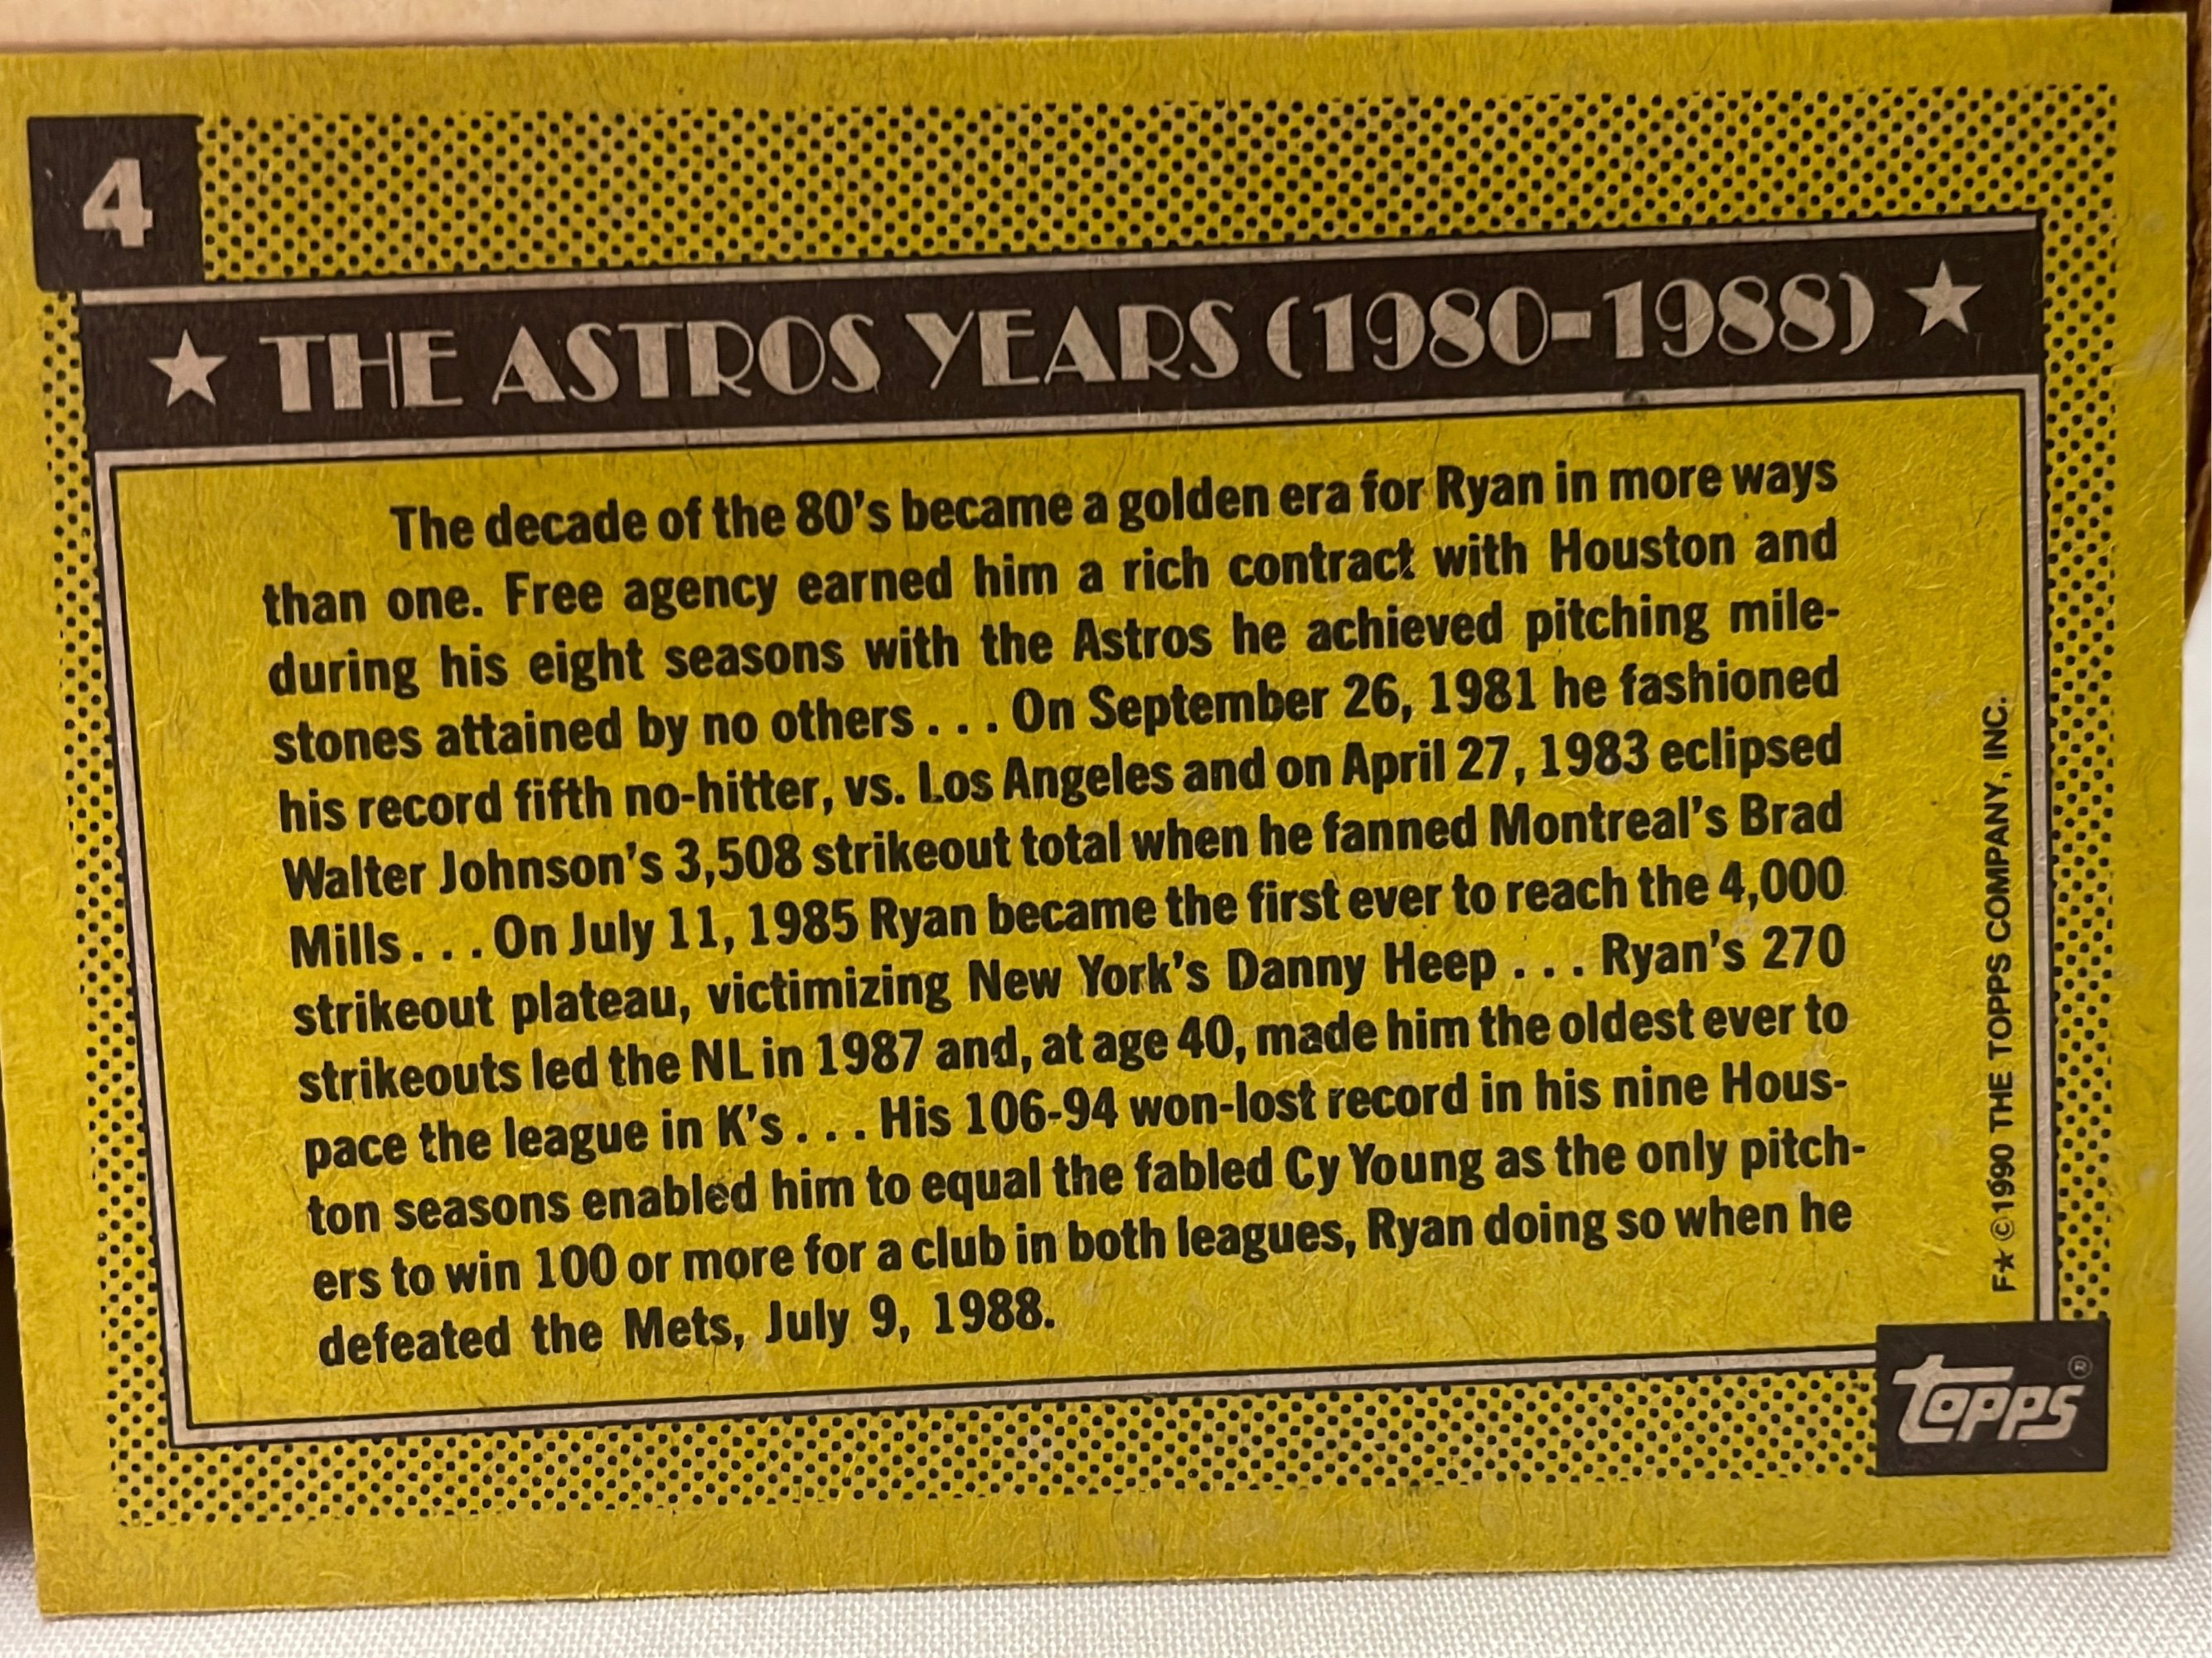 4
★ THE ASTROS YEARS (1980-1988) ★
The decade of the 80's became a golden era for Ryan in more ways
than one. Free agency earned him a rich contract with Houston and
during his eight seasons with the Astros he achieved pitching mile-
stones attained by no others . . . On September 26, 1981 he fashioned
his record fifth no-hitter, vs. Los Angeles and on April 27, 1983 eclipsed
Walter Johnson's 3,508 strikeout total when he fanned Montreal's Brad
Mills . . . On July 11, 1985 Ryan became the first ever to reach the 4,000
strikeout plateau, victimizing New York's Danny Heep . . . Ryan's 270
strikeouts led the NL in 1987 and, at age 40, made him the oldest ever to
pace the league in K's . . . His 106-94 won-lost record in his nine Hous-
ton seasons enabled him to equal the fabled Cy Young as the only pitch-
ers to win 100 or more for a club in both leagues, Ryan doing so when he
defeated the Mets, July 9, 1988.
F★ © 1990 THE TOPPS COMPANY, INC.
topps®